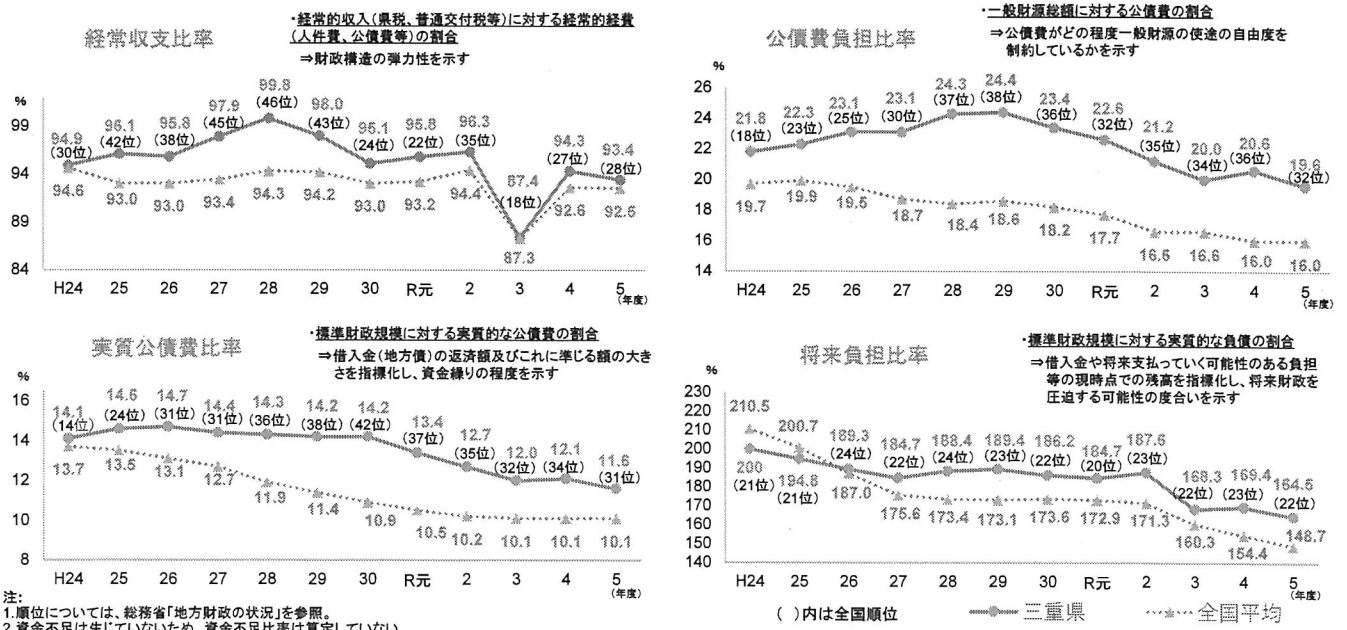 経常収支比率
・経常的収入（県税、普通交付税等）に対する経常的経費
（人件費、公債費等）の割合
⇒財政構造の弾力性を示す
%
99
94
89
84
94.9 96.1 95.8 97.9 99.8 98.0 95.1 95.8 96.3 87.4 94.3 93.4
(30位) (42位) (38位) (45位) (46位) (43位) (24位) (22位) (35位) (18位) (27位) (28位)
94.6 93.0 93.0 93.4 94.3 94.2 93.0 93.2 94.4 87.3 92.6 92.5
H24 25 26 27 28 29 30 R元 2 3 4 5
(年度)
公債費負担比率
・一般財源総額に対する公債費の割合
⇒公債費がどの程度一般財源の使途の自由度を
制約しているかを示す
%
26
24
22
20
18
16
14
21.8 22.3 23.1 23.1 24.3 24.4 23.4 22.6 21.2 20.0 20.6 19.6
(18位) (23位) (25位) (30位) (37位) (38位) (36位) (32位) (35位) (34位) (36位) (32位)
19.7 19.9 19.5 18.7 18.4 18.6 18.2 17.7 16.6 16.0 16.0
H24 25 26 27 28 29 30 R元 2 3 4 5
(年度)
実質公債費比率
・標準財政規模に対する実質的な公債費の割合
⇒借入金（地方債）の返済額及びこれに準じる額の大き
さを指標化し、資金繰りの程度を示す
%
16
14
12
10
8
14.1 14.6 14.7 14.4 14.3 14.2 14.2 13.4 12.7 12.0 12.1
(14位) (24位) (31位) (31位) (36位) (38位) (42位) (37位) (35位) (32位) (34位) (31位)
13.7 13.5 13.1 12.7 11.9 11.4 10.9 10.5 10.2 10.1 10.1 10.1
H24 25 26 27 28 29 30 R元 2 3 4 5
(年度)
将来負担比率
・標準財政規模に対する実質的な負債の割合
⇒借入金や将来支払っていく可能性のある負担
等の現時点での残高を指標化し、将来財政を
圧迫する可能性の度合いを示す
%
230
220
210
200
190
180
170
160
150
140
210.5 200.7 189.3 184.7 188.4 189.4 186.2 184.7 187.6 168.3 169.4 164.5
(24位) (22位) (24位) (23位) (22位) (20位) (23位) (22位) (23位) (22位)
200 194.8 187.0 175.6 173.4 173.1 173.6 172.9 171.3 160.3 154.4 148.7
(21位) (21位)
H24 25 26 27 28 29 30 R元 2 3 4 5
(年度)
注:
1.順位については、総務省「地方財政の状況」を参照。
2.資金不足は生じていないため、資金不足比率は算定していない
( )内は全国順位 三重県 全国平均